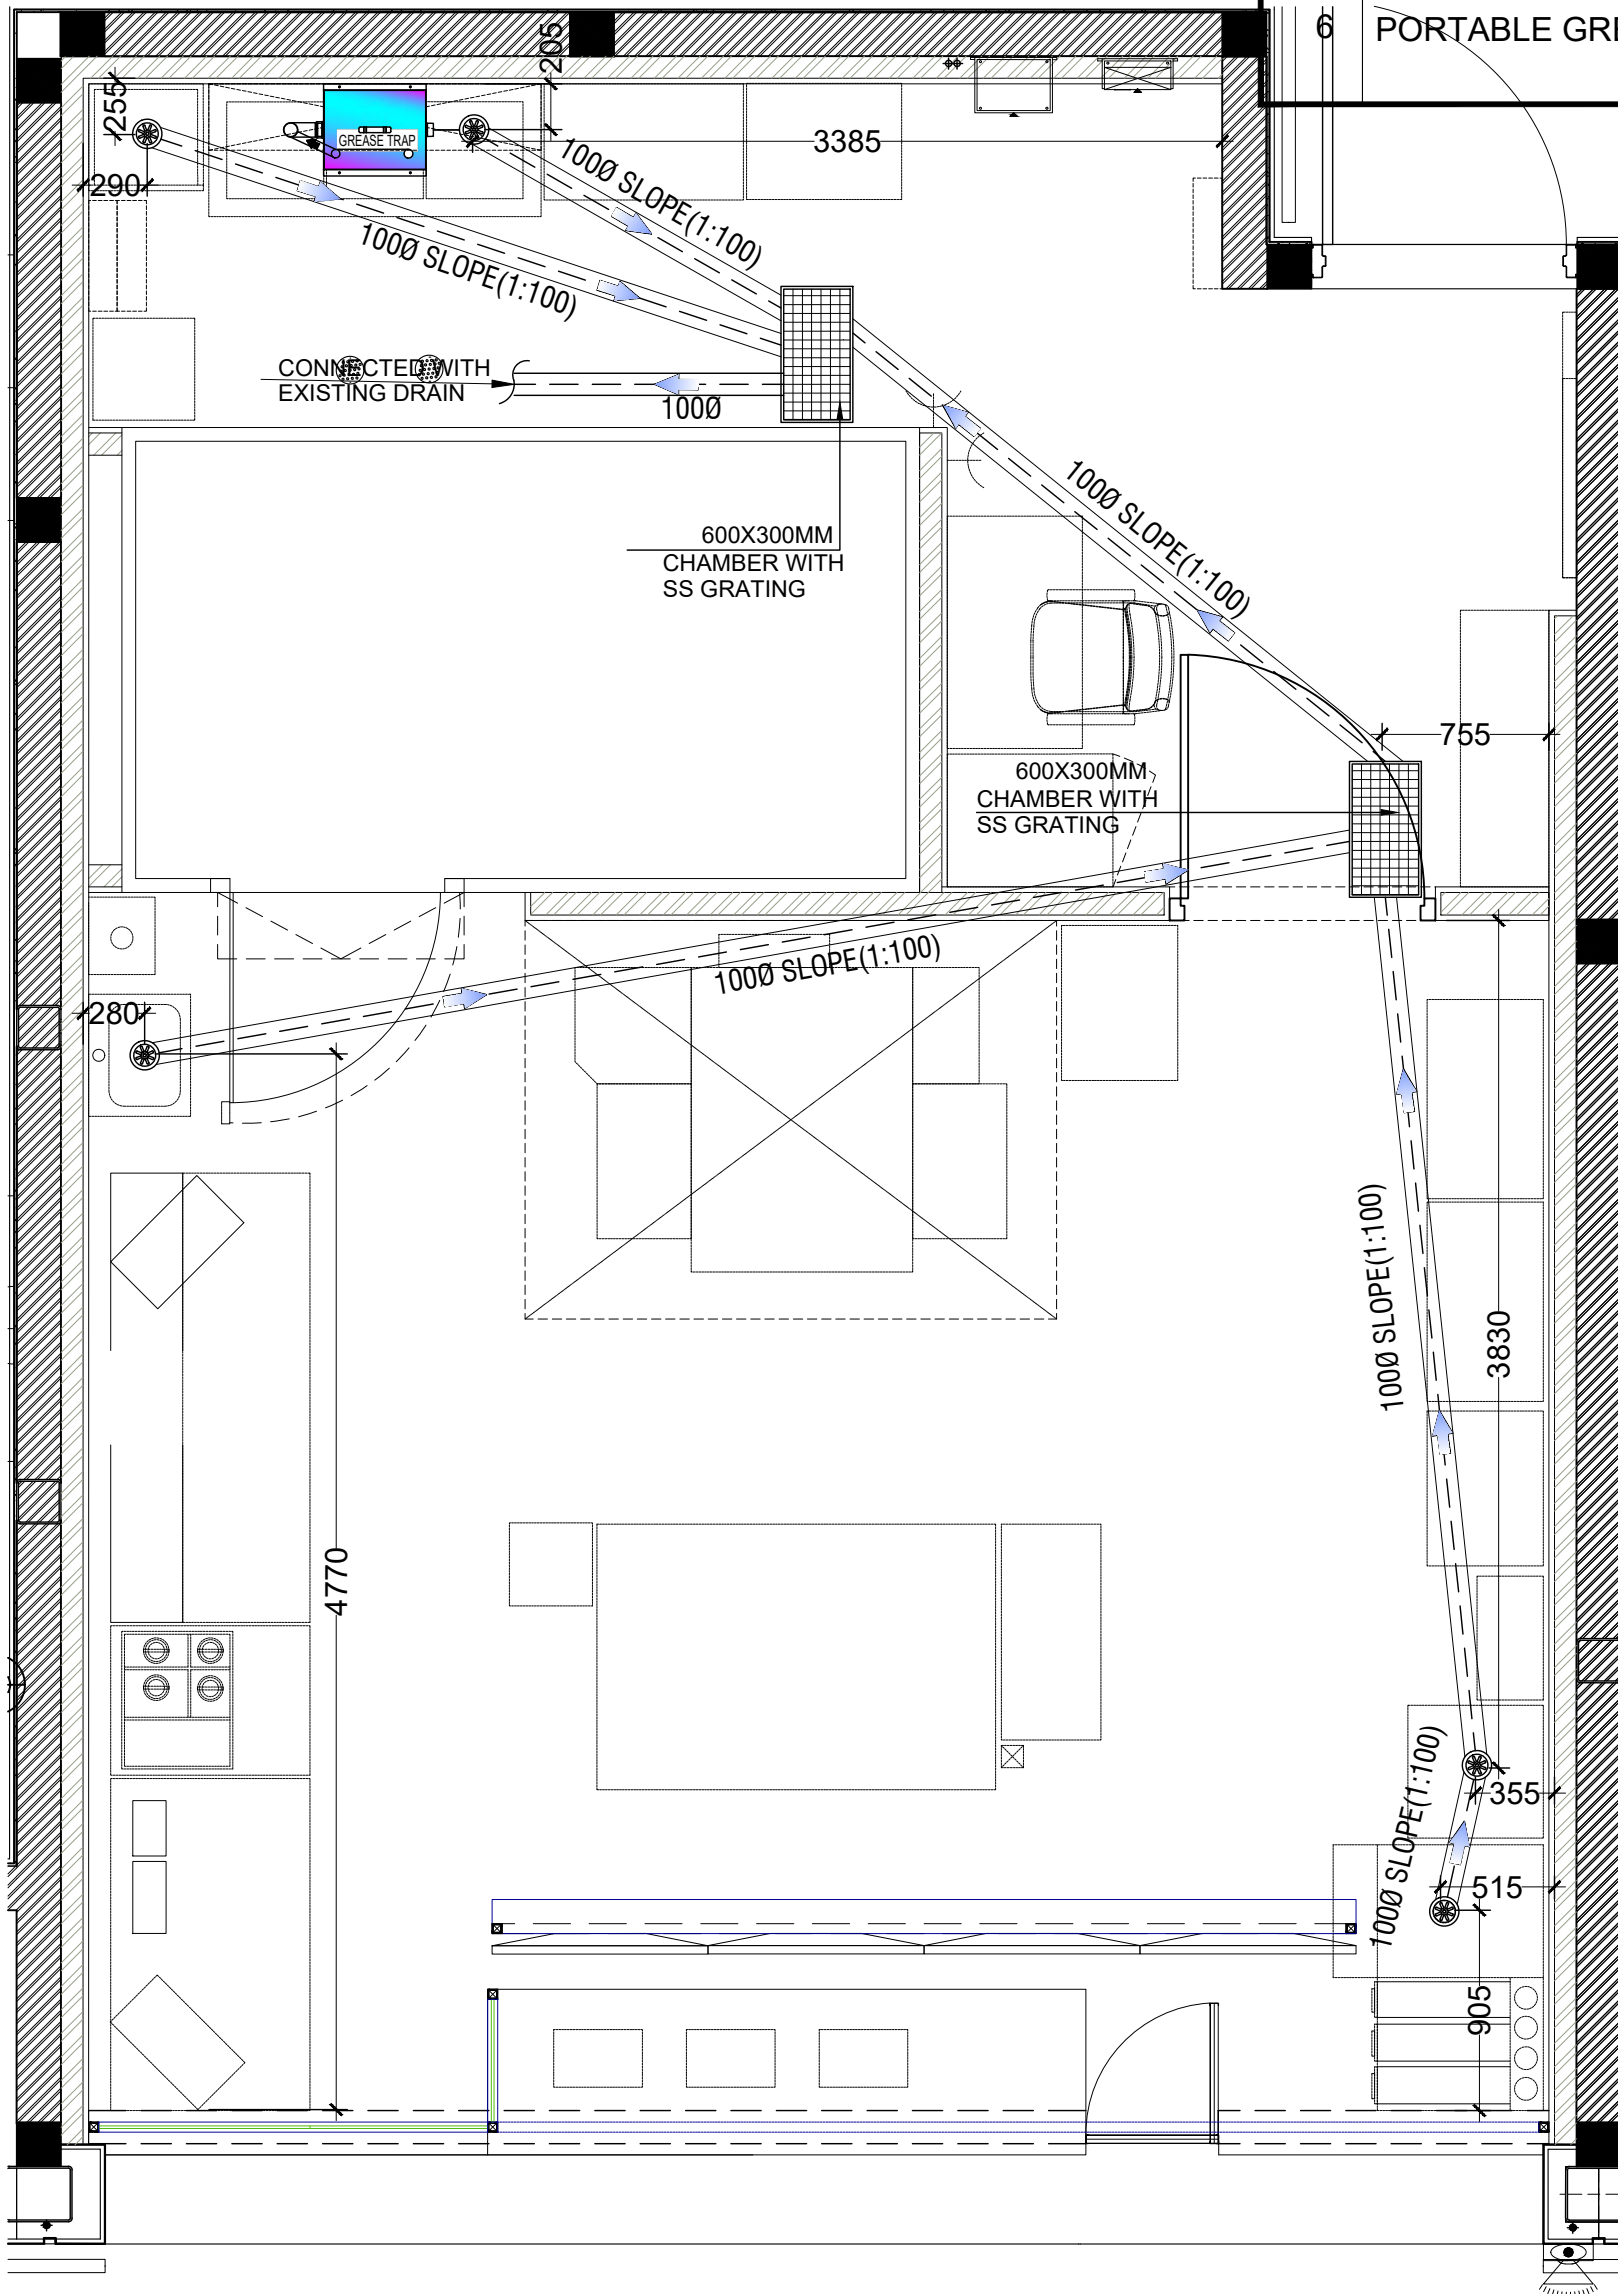 6 PORTABLE GRE
205
255
GREASE TRAP
3385
290
100Ø SLOPE(1:100)
100Ø SLOPE(1:100)
CONNECTED WITH
EXISTING DRAIN
100Ø
100Ø SLOPE(1:100)
600X300MM
CHAMBER WITH
SS GRATING
755
600X300MM
CHAMBER WITH
SS GRATING
100Ø SLOPE(1:100)
280
100Ø SLOPE(1:100)
3830
4770
100Ø SLOPE(1:100)
355
515
905